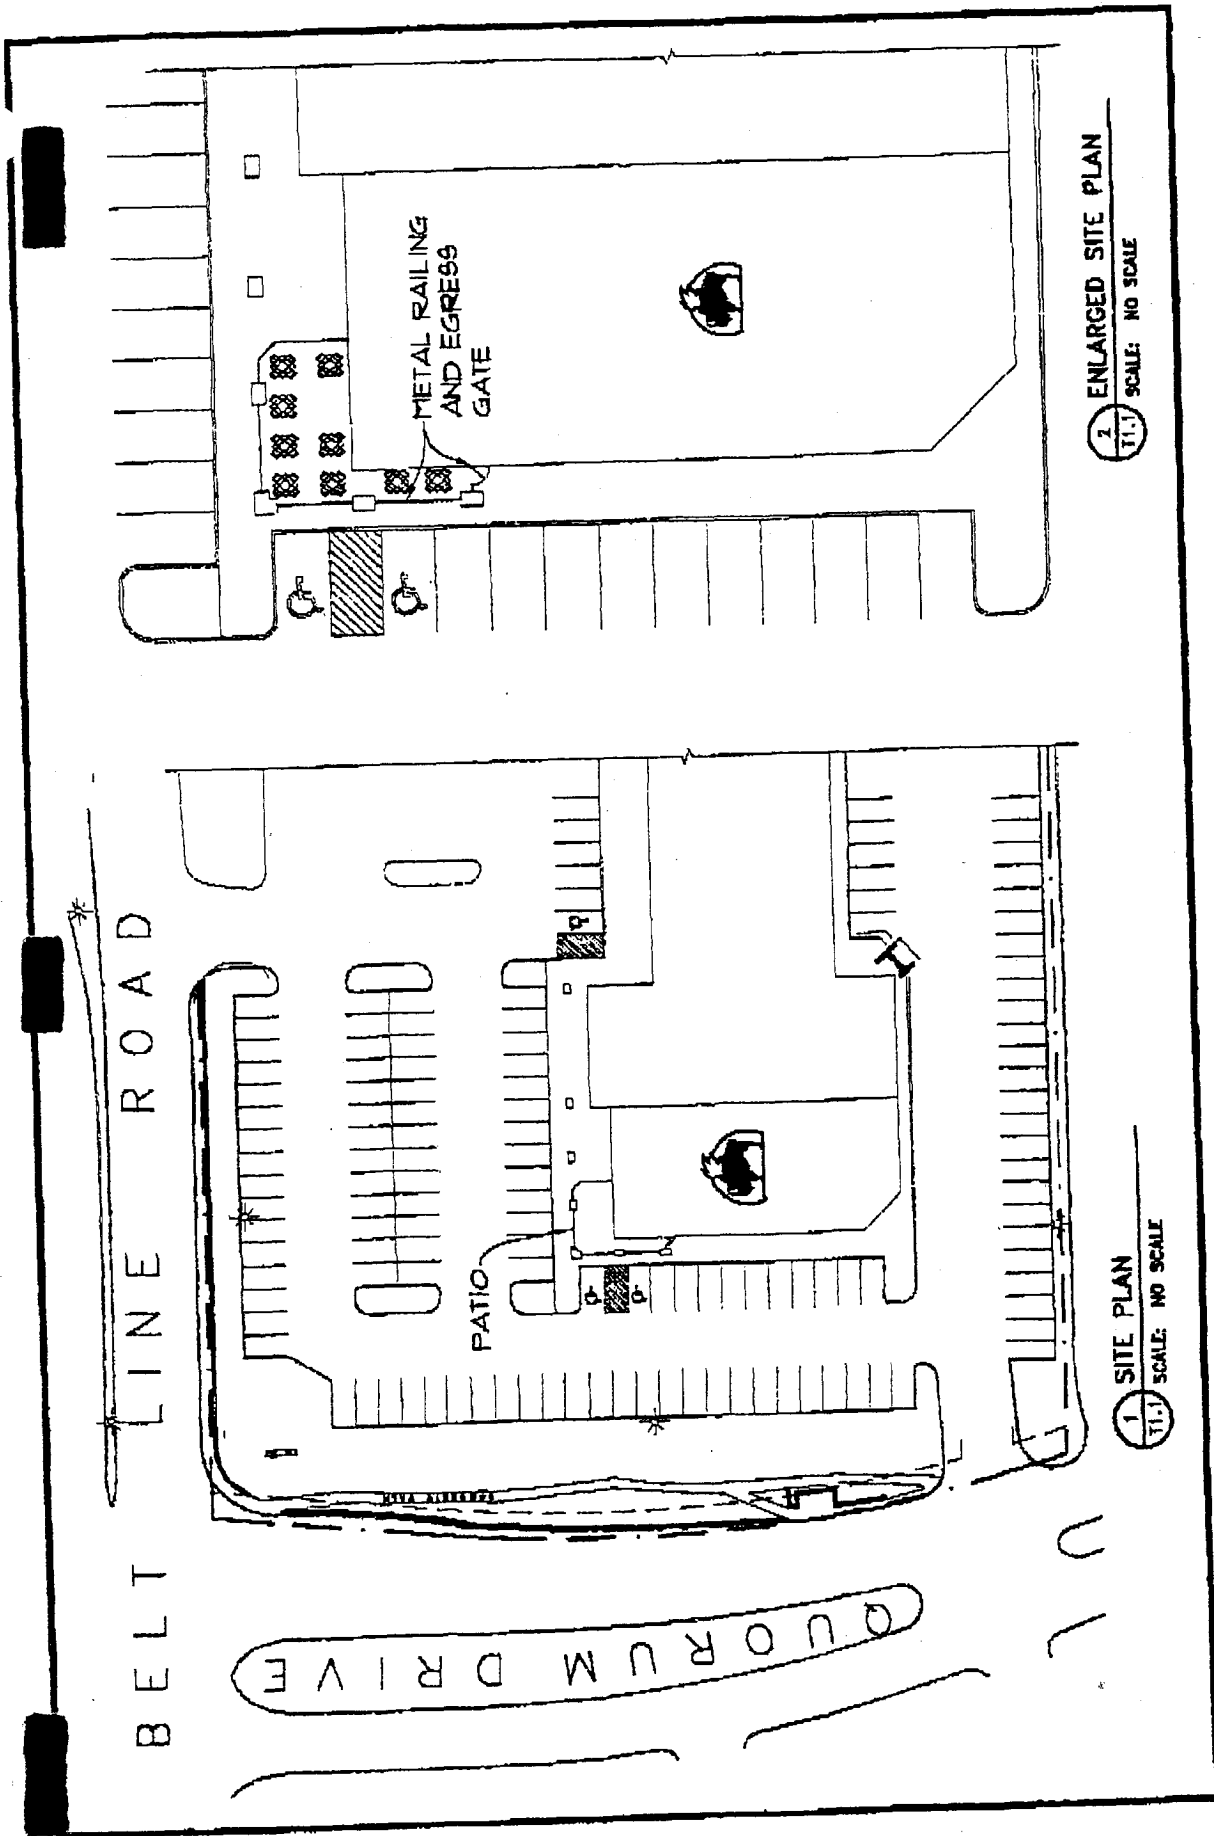 BELT LINE ROAD
QUORUM DRIVE
PATIO
1
T1.1
SITE PLAN
SCALE: NO SCALE
METAL RAILING
AND EGRESS
GATE
2
T1.1
ENLARGED SITE PLAN
SCALE: NO SCALE